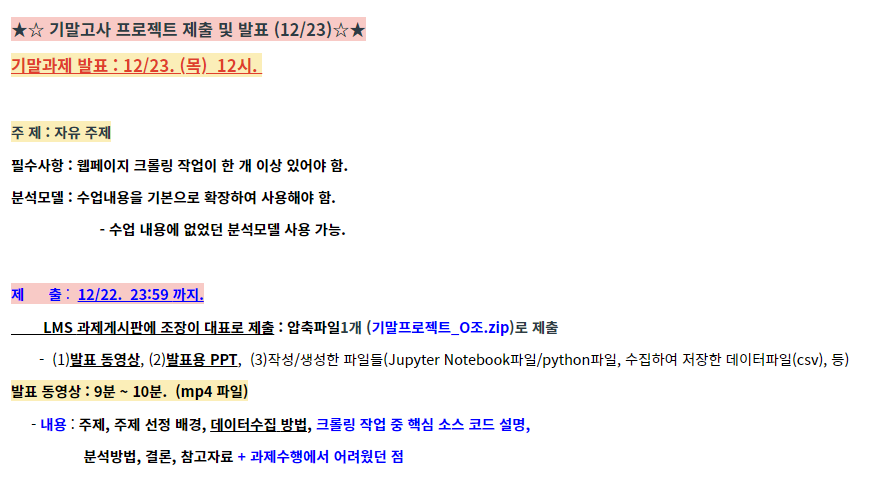 ★☆ 기말고사 프로젝트 제출 및 발표 (12/23)☆★
기말과제 발표 : 12/23. (목)  12시.
주 제 : 자유 주제
필수사항 : 웹페이지 크롤링 작업이 한 개 이상 있어야 함.
분석모델 : 수업내용을 기본으로 확장하여 사용해야 함.
- 수업 내용에 없었던 분석모델 사용 가능.
제      출 :  12/22.  23:59 까지.
LMS 과제게시판에 조장이 대표로 제출 : 압축파일1개 (기말프로젝트_O조.zip)로 제출
-  (1)발표 동영상, (2)발표용 PPT,  (3)작성/생성한 파일들(Jupyter Notebook파일/python파일, 수집하여 저장한 데이터파일(csv), 등)
발표 동영상 : 9분 ~ 10분.  (mp4 파일)
- 내용 : 주제, 주제 선정 배경, 데이터수집 방법, 크롤링 작업 중 핵심 소스 코드 설명,
분석방법, 결론, 참고자료 + 과제수행에서 어려웠던 점